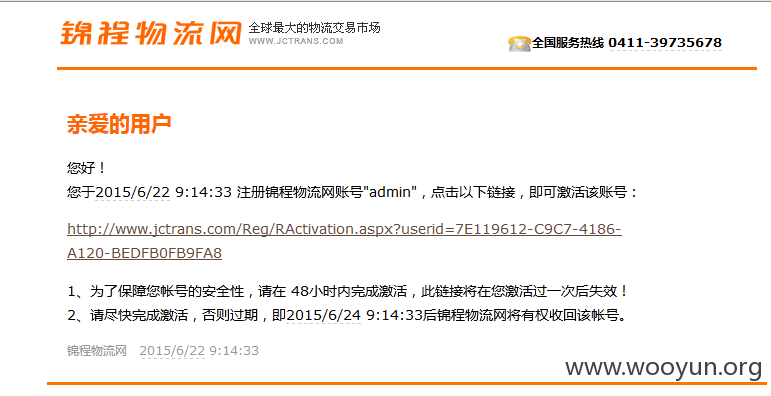 锦程物流网 全球最大的物流交易市场
WWW.JCTRANS.COM
全国服务热线 0411-39735678
亲爱的用户
您好！
您于2015/6/22 9:14:33 注册锦程物流网账号"admin"，点击以下链接，即可激活该账号：
http://www.jctrans.com/Reg/RActivation.aspx?userid=7E119612-C9C7-4186-
A120-BEDFB0FB9FA8
1、为了保障您帐号的安全性，请在 48小时内完成激活，此链接将在您激活过一次后失效！
2、请尽快完成激活，否则过期，即2015/6/24 9:14:33后锦程物流网将有权收回该帐号。
锦程物流网 2015/6/22 9:14:33
www.wooyun.org